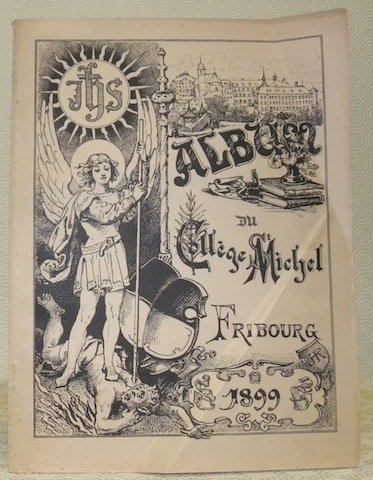 IHS
ALBUM
DU
Collège St Michel
FRIBOURG
1899